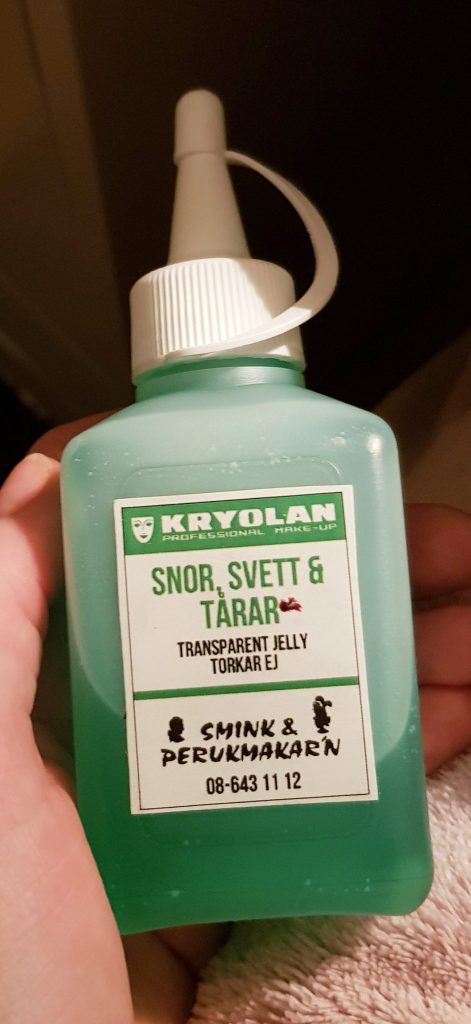 KRYOLAN
PROFESSIONAL MAKE-UP
SNOR, SVETT &
TÅRAR
TRANSPARENT JELLY
TORKAR EJ
SMINK &
PERUKMAKAR'N
08-643 11 12